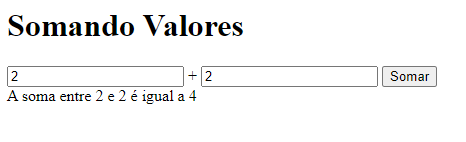 Somando Valores
2 + 2 Somar
A soma entre 2 e 2 é igual a 4